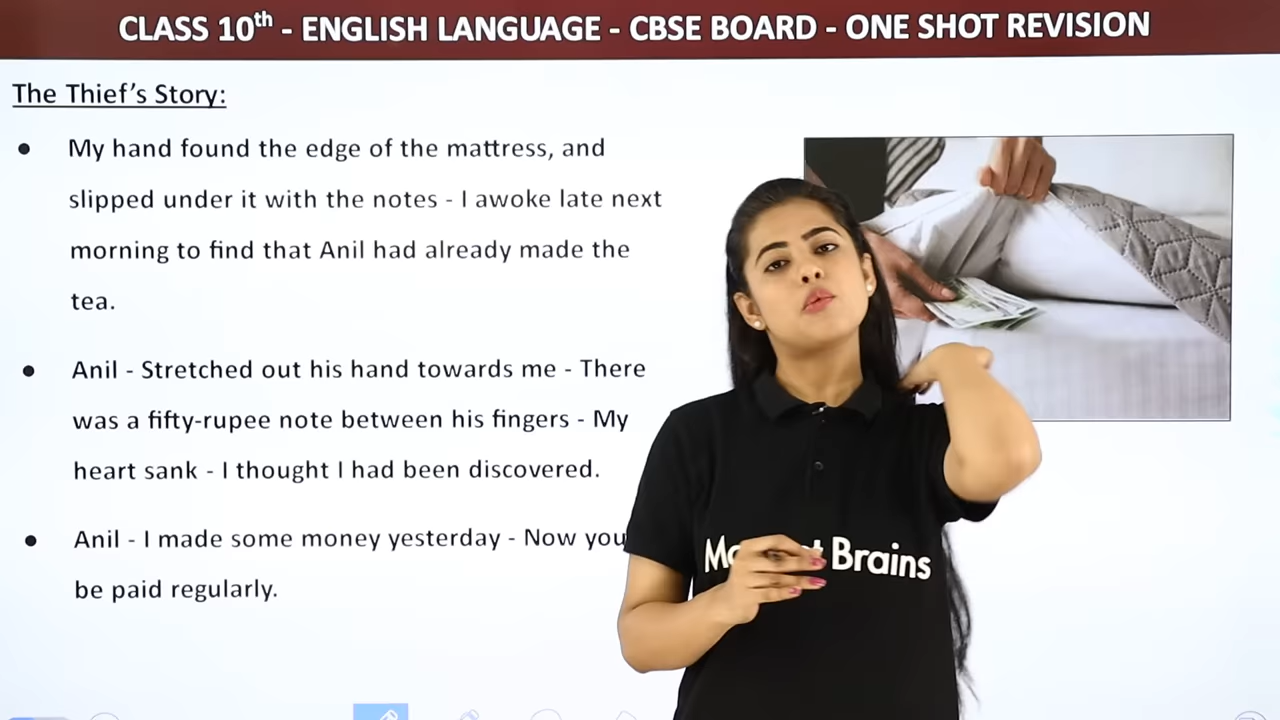 CLASS 10th - ENGLISH LANGUAGE - CBSE BOARD - ONE SHOT REVISION
The Thief's Story:
● My hand found the edge of the mattress, and
slipped under it with the notes - I awoke late next
morning to find that Anil had already made the
tea.
● Anil - Stretched out his hand towards me - There
was a fifty-rupee note between his fingers - My
heart sank - I thought I had been discovered.
● Anil - I made some money yesterday - Now you
be paid regularly.
Brains